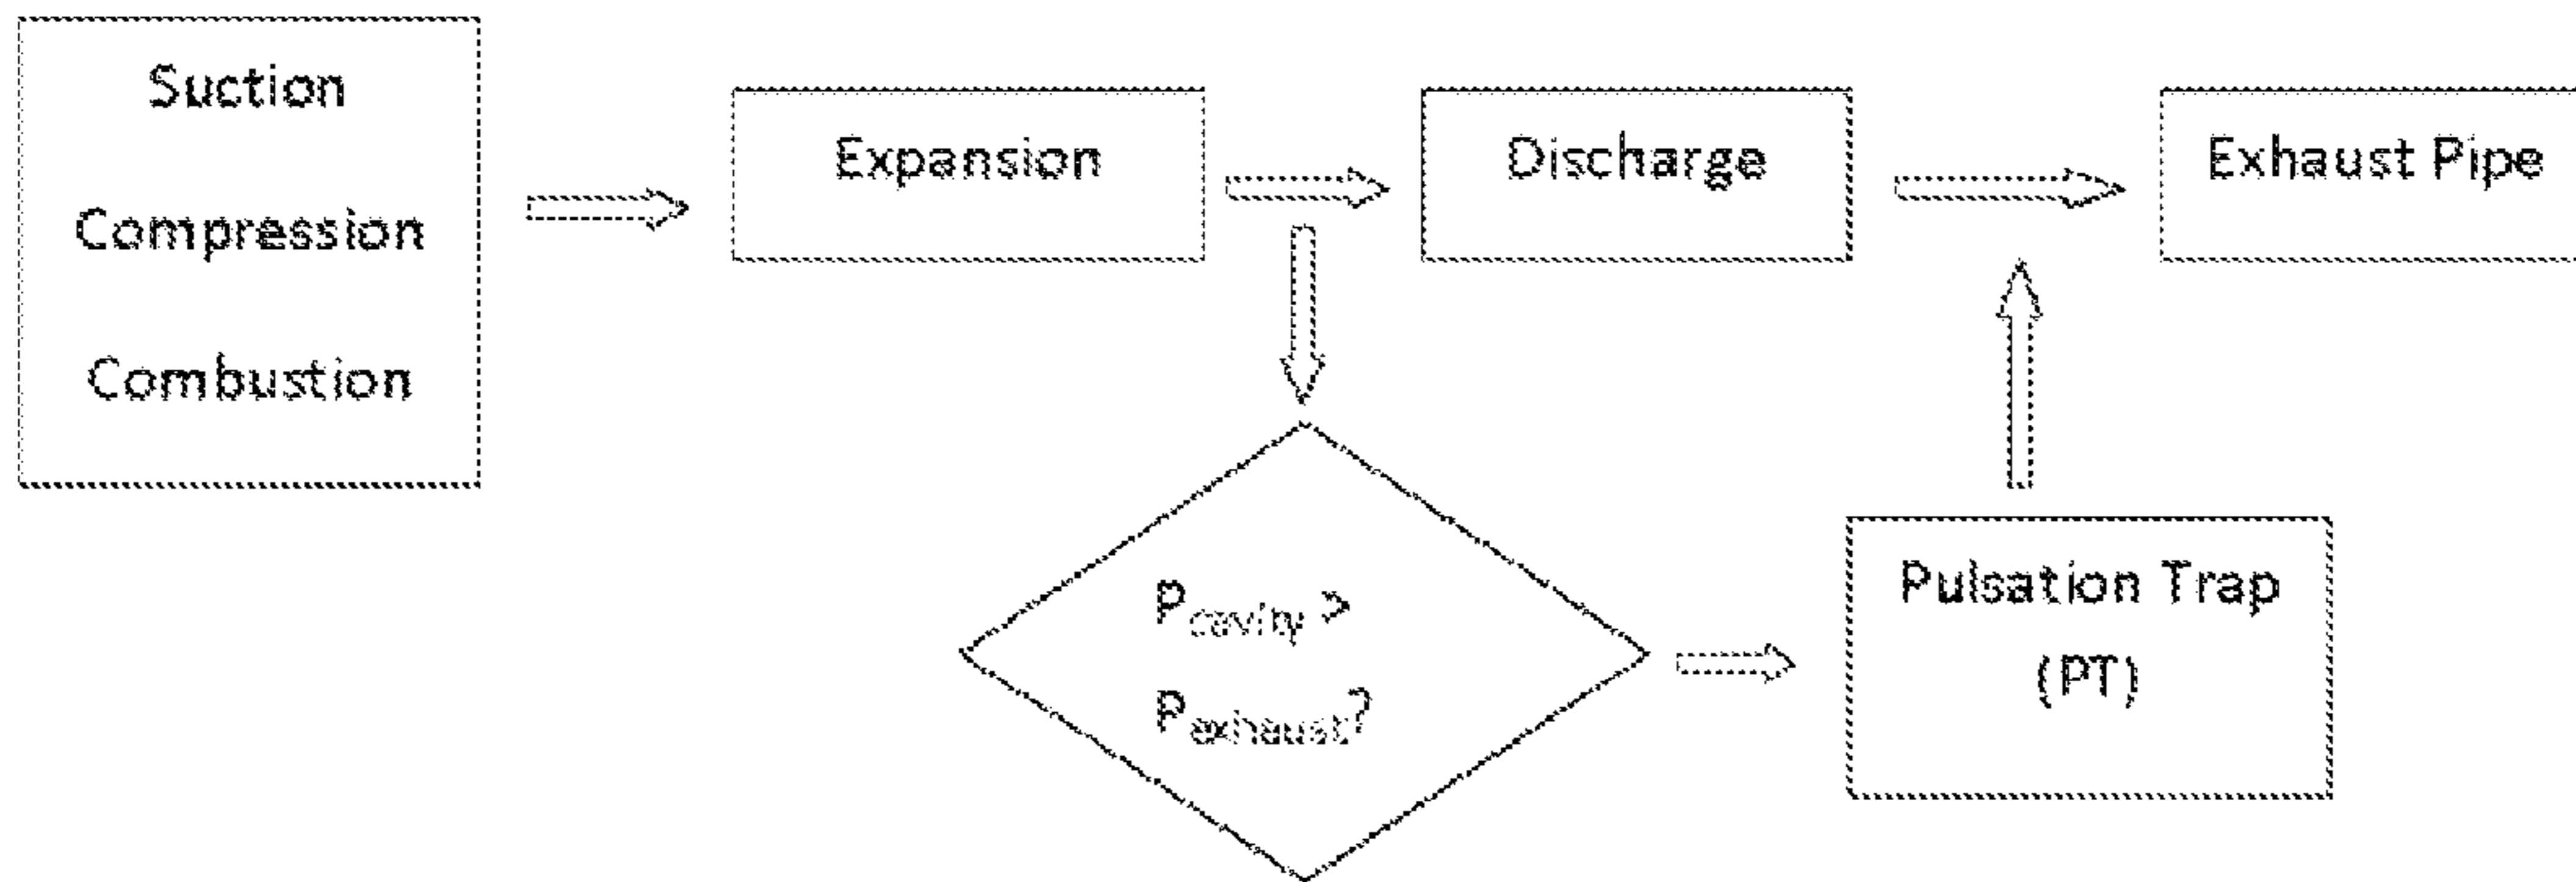 Suction
Compression
Combustion
Expansion
Discharge
Exhaust Pipe
Pcavity >
Pexhaust?
Pulsation Trap
(PT)